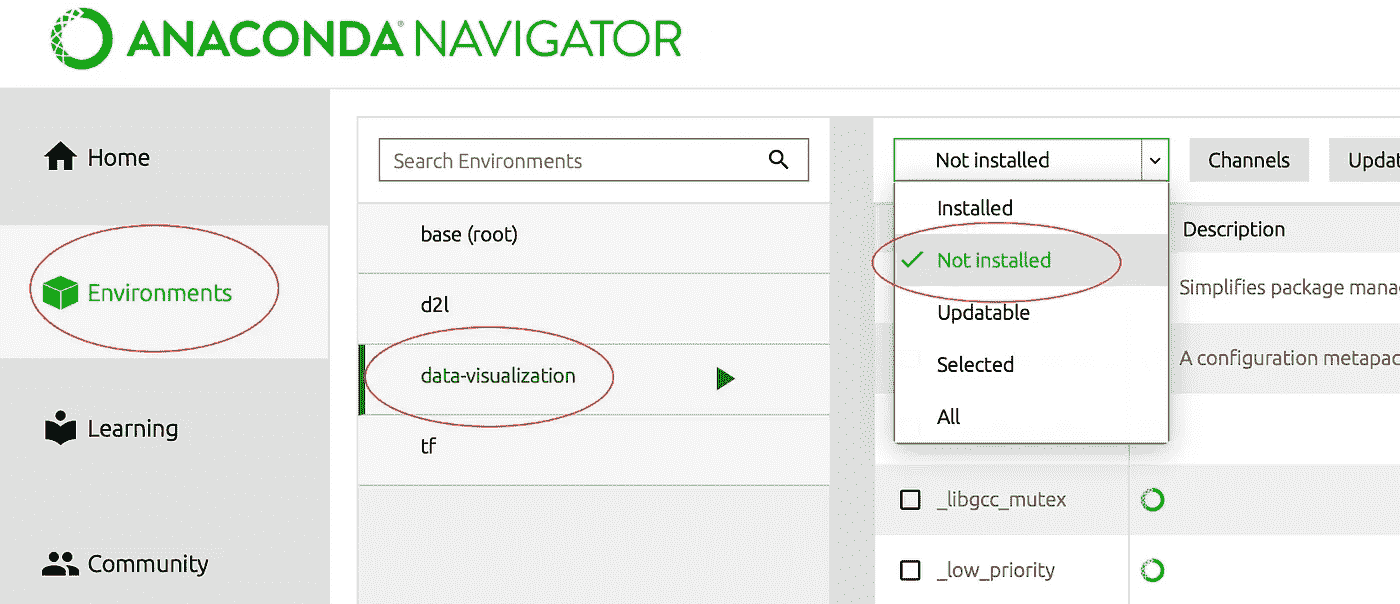 ANACONDA NAVIGATOR
Home
Environments
Learning
Community
Search Environments
base (root)
d2l
data-visualization
tf
Not installed
Channels
Updat
Installed
Not installed
Updatable
Selected
All
Description
Simplifies package mana
A configuration metapac
_libgcc_mutex
_low_priority